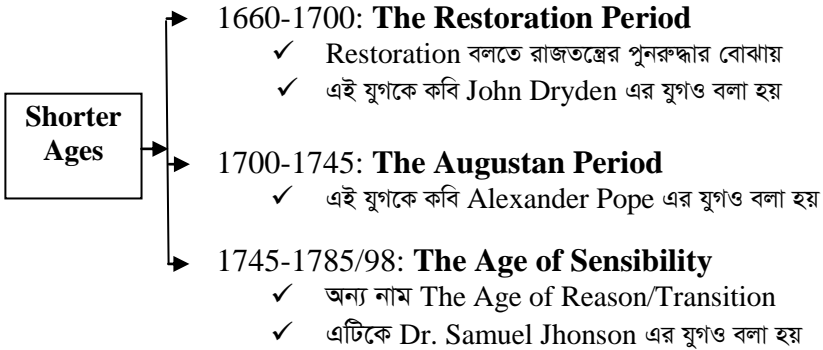 1660-1700: The Restoration Period
✓ Restoration বলতে রাজতন্ত্রের পুনরুদ্ধার বোঝায়
✓ এই যুগকে কবি John Dryden এর যুগও বলা হয়
Shorter
Ages
1700-1745: The Augustan Period
✓ এই যুগকে কবি Alexander Pope এর যুগও বলা হয়
1745-1785/98: The Age of Sensibility
✓ অন্য নাম The Age of Reason/Transition
✓ এটিকে Dr. Samuel Jhonson এর যুগও বলা হয়